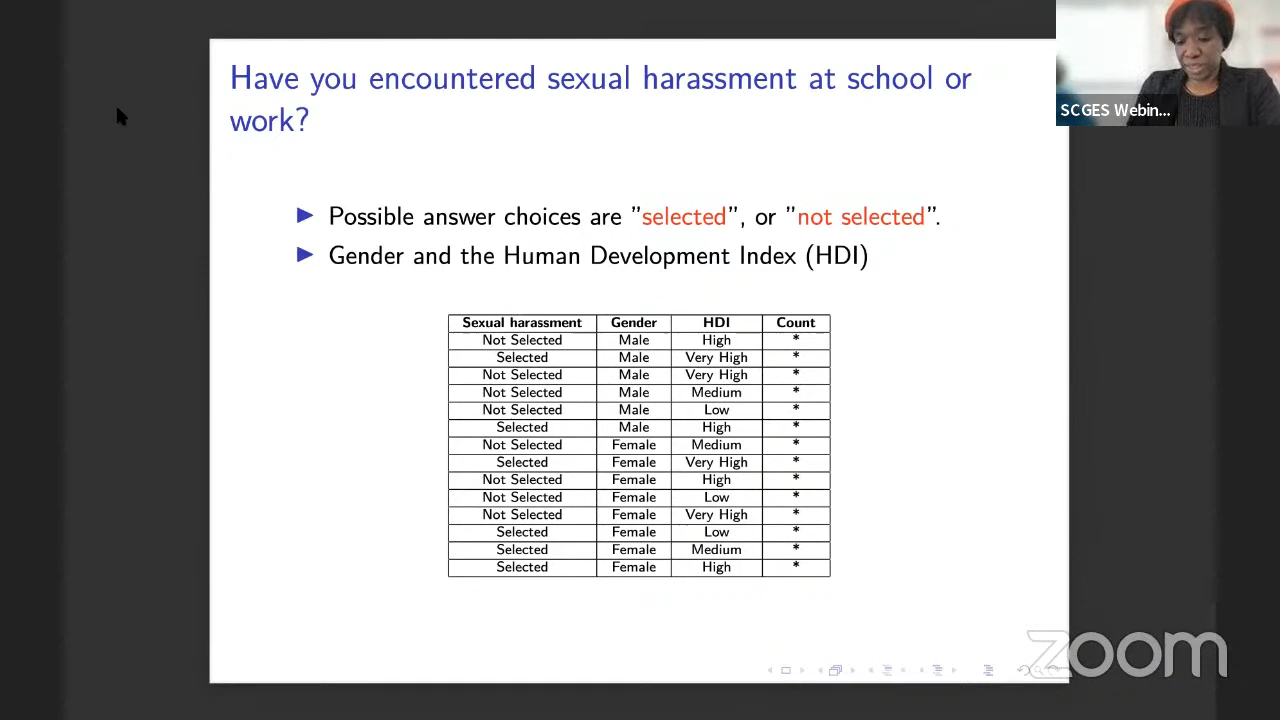 Have you encountered sexual harassment at school or
work?
SCGES Webin...
▶ Possible answer choices are ”selected”, or ”not selected”.
▶ Gender and the Human Development Index (HDI)
Sexual harassment Gender HDI Count
Not Selected Male High *
Selected Male Very High *
Not Selected Male Very High *
Not Selected Male Medium *
Not Selected Male Low *
Selected Male High *
Not Selected Female Medium *
Selected Female Very High *
Not Selected Female High *
Not Selected Female Low *
Not Selected Female Very High *
Selected Female Low *
Selected Female Medium *
Selected Female High *
zoom